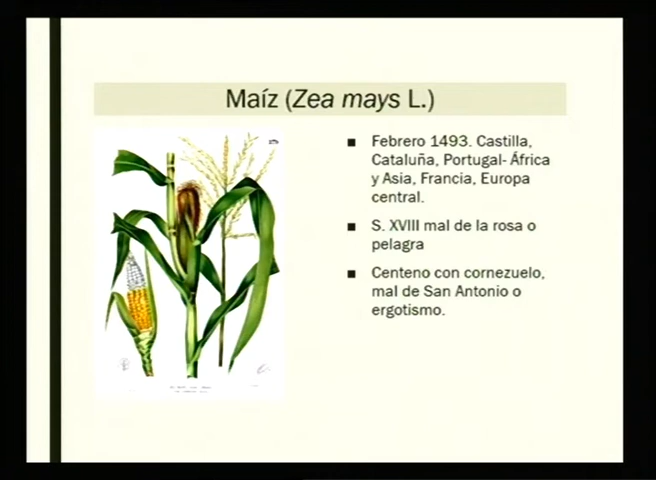 Maíz (Zea mays L.)
■ Febrero 1493. Castilla,
Cataluña, Portugal- África
y Asia, Francia, Europa
central.
■ S. XVIII mal de la rosa o
pelagra
■ Centeno con cornezuelo,
mal de San Antonio o
ergotismo.